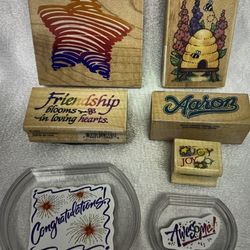 Friendship
blooms
in loving hearts.
Aaron
JOY
Congratulations!
Awesome!